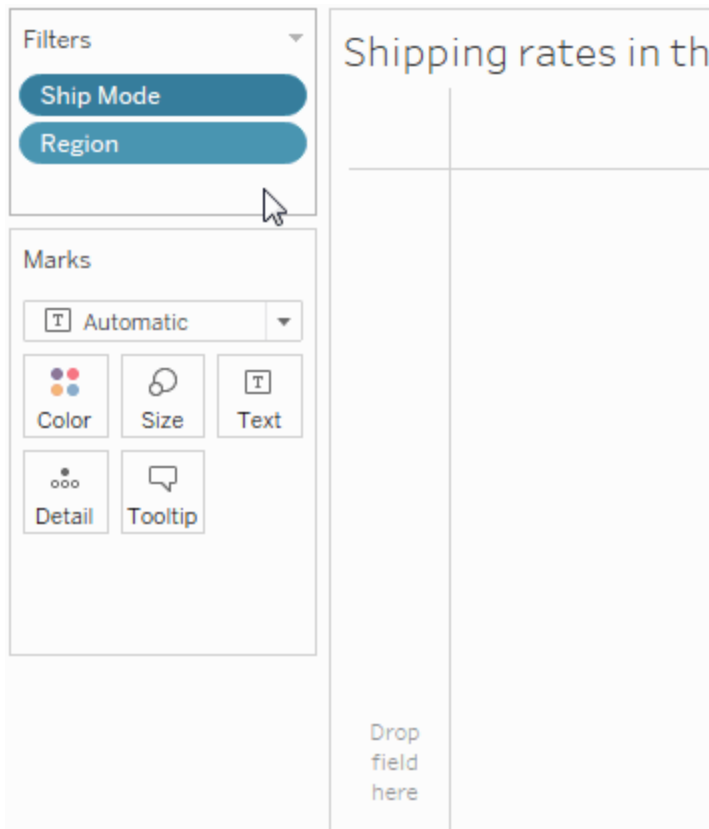 Filters
Ship Mode
Region
Marks
T Automatic
Color
Size
T
Text
Detail
Tooltip
Shipping rates in th
Drop
field
here